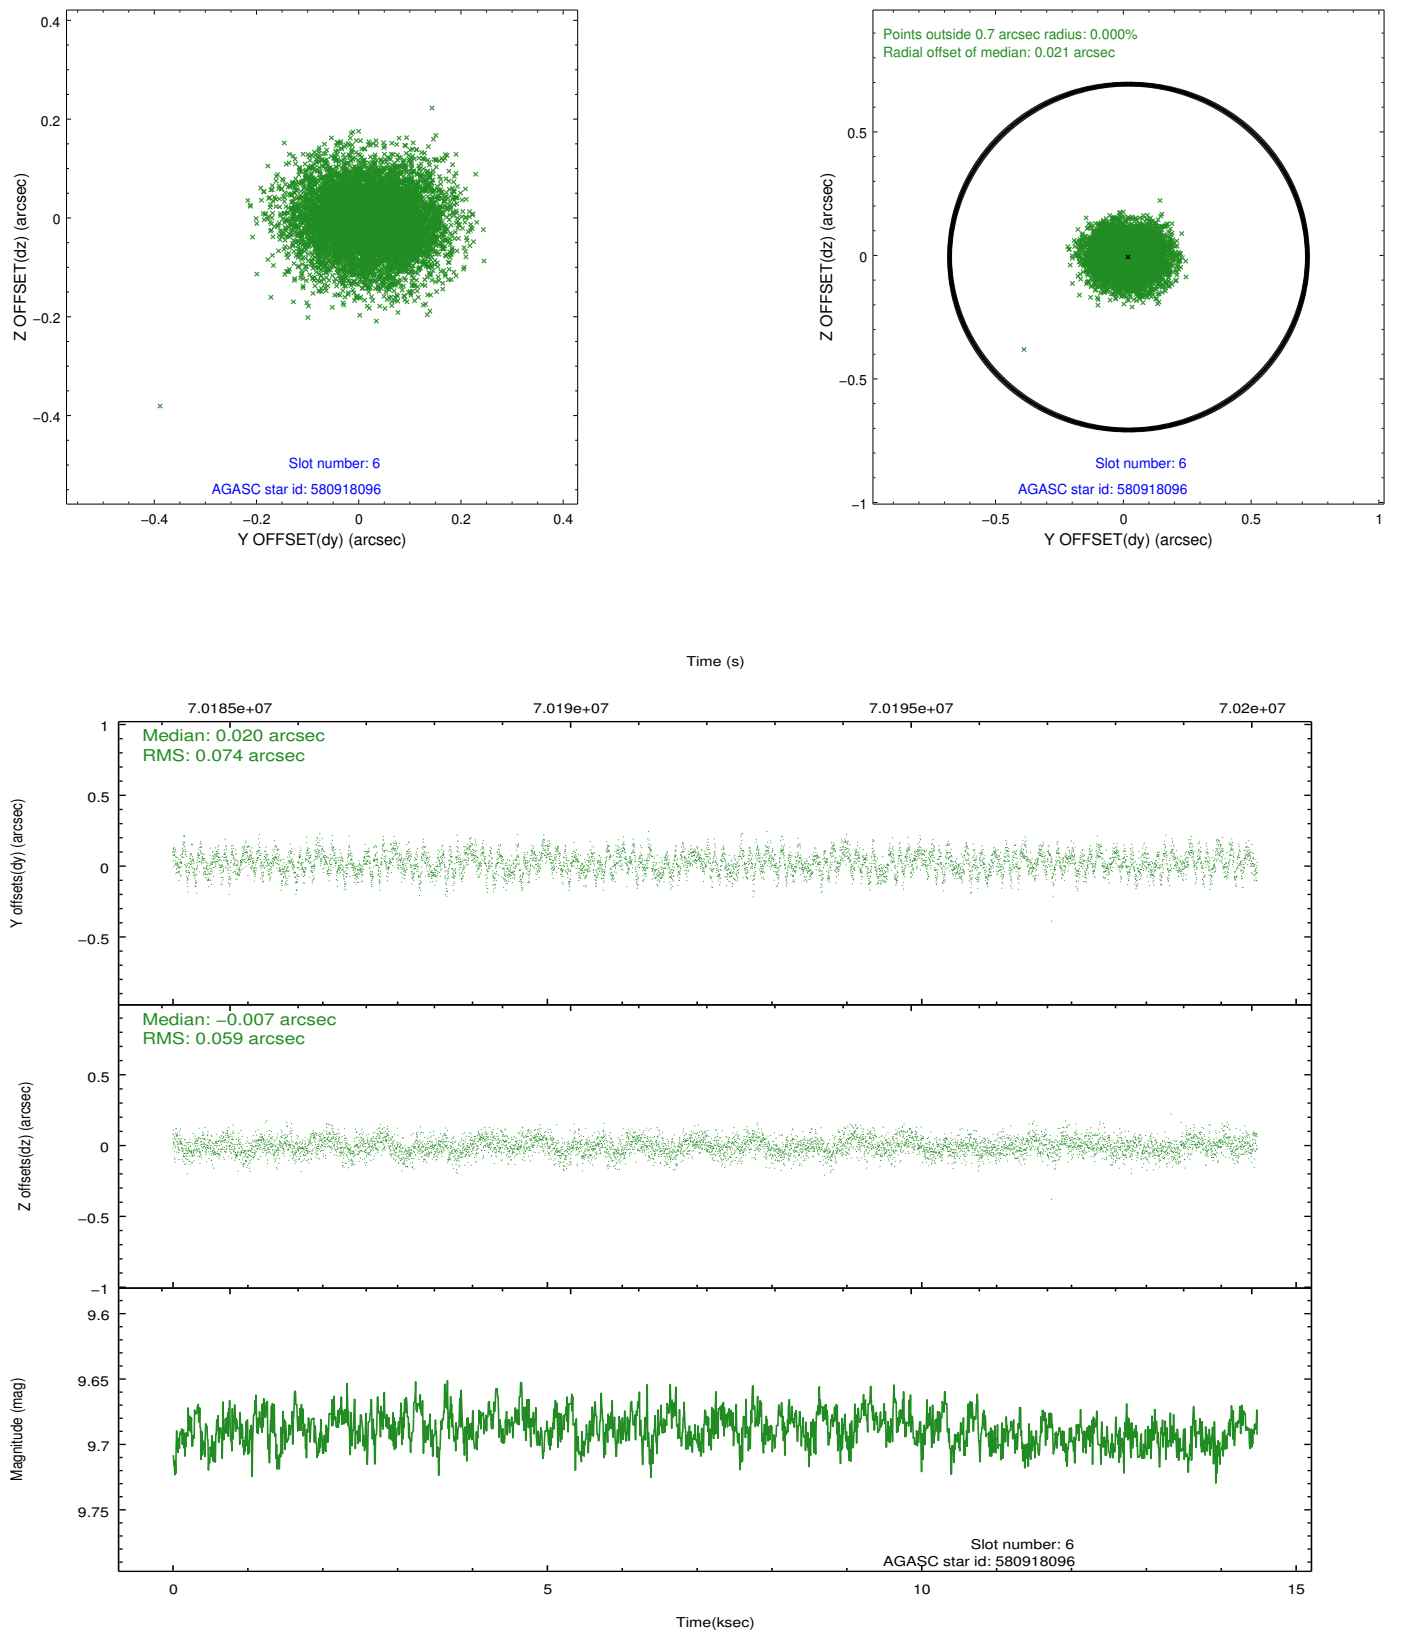 0.4
0.2
0
−0.2
−0.4
Z OFFSET(dz) (arcsec)
Slot number: 6
AGASC star id: 580918096
−0.4
−0.2
0
0.2
0.4
Y OFFSET(dy) (arcsec)
Points outside 0.7 arcsec radius: 0.000%
Radial offset of median: 0.021 arcsec
0.5
0
−0.5
−1
Z OFFSET(dz) (arcsec)
Slot number: 6
AGASC star id: 580918096
−0.5
0
0.5
1
Y OFFSET(dy) (arcsec)
Time (s)
7.0185e+07
7.019e+07
7.0195e+07
7.02e+07
Median: 0.020 arcsec
RMS: 0.074 arcsec
1
0.5
0
−0.5
Y offsets(dy) (arcsec)
Median: −0.007 arcsec
RMS: 0.059 arcsec
0.5
0
−0.5
−1
Z offsets(dz) (arcsec)
9.6
9.65
9.7
9.75
Magnitude (mag)
Slot number: 6
AGASC star id: 580918096
0
5
10
15
Time(ksec)